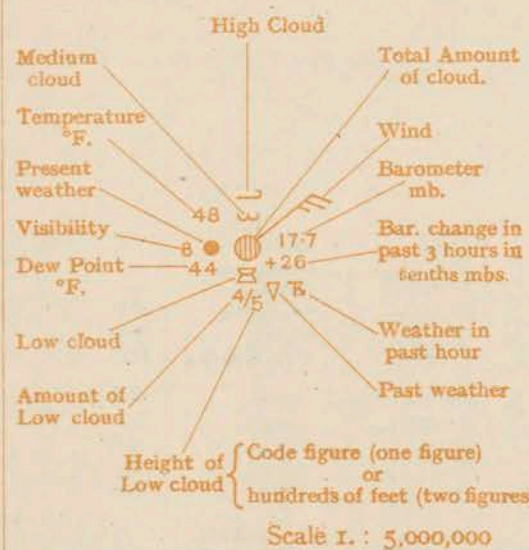 High Cloud
Medium
cloud
Total Amount
of cloud.
Temperature
°F.
Wind
Present
weather
Barometer
mb.
48
Visibility
8
17·7
Bar. change in
past 3 hours in
tenths mbs.
Dew Point
°F.
44
+26
4/5
Low cloud
Weather in
past hour
Amount of
Low cloud
Past weather
Height of
Low cloud
Code figure (one figure)
or
hundreds of feet (two figures
Scale 1. : 5,000,000